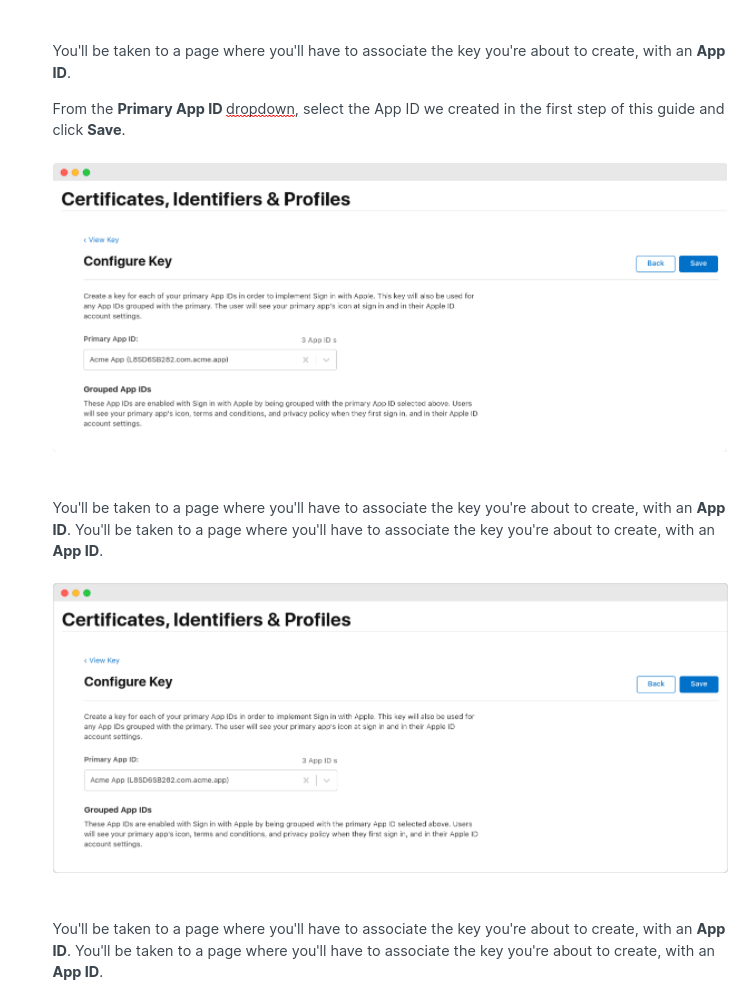 You'll be taken to a page where you'll have to associate the key you're about to create, with an App
ID.
From the Primary App ID dropdown, select the App ID we created in the first step of this guide and
click Save.
Certificates, Identifiers & Profiles
‹ View Key
Configure Key
Back Save
Create a key for each of your primary App IDs in order to implement Sign in with Apple. This key will also be used for
any App IDs grouped with the primary. The user will see your primary app's icon at sign in and in their Apple ID
account settings.
Primary App ID: 3 App ID s
Acme App (L8SD6SB282.com.acme.app)
Grouped App IDs
These App IDs are enabled with Sign in with Apple by being grouped with the primary App ID selected above. Users
will see your primary app's icon, terms and conditions, and privacy policy when they first sign in, and in their Apple ID
account settings.
You'll be taken to a page where you'll have to associate the key you're about to create, with an App
ID. You'll be taken to a page where you'll have to associate the key you're about to create, with an
App ID.
Certificates, Identifiers & Profiles
‹ View Key
Configure Key
Back Save
Create a key for each of your primary App IDs in order to implement Sign in with Apple. This key will also be used for
any App IDs grouped with the primary. The user will see your primary app's icon at sign in and in their Apple ID
account settings.
Primary App ID: 3 App ID s
Acme App (L8SD6SB282.com.acme.app)
Grouped App IDs
These App IDs are enabled with Sign in with Apple by being grouped with the primary App ID selected above. Users
will see your primary app's icon, terms and conditions, and privacy policy when they first sign in, and in their Apple ID
account settings.
You'll be taken to a page where you'll have to associate the key you're about to create, with an App
ID. You'll be taken to a page where you'll have to associate the key you're about to create, with an
App ID.